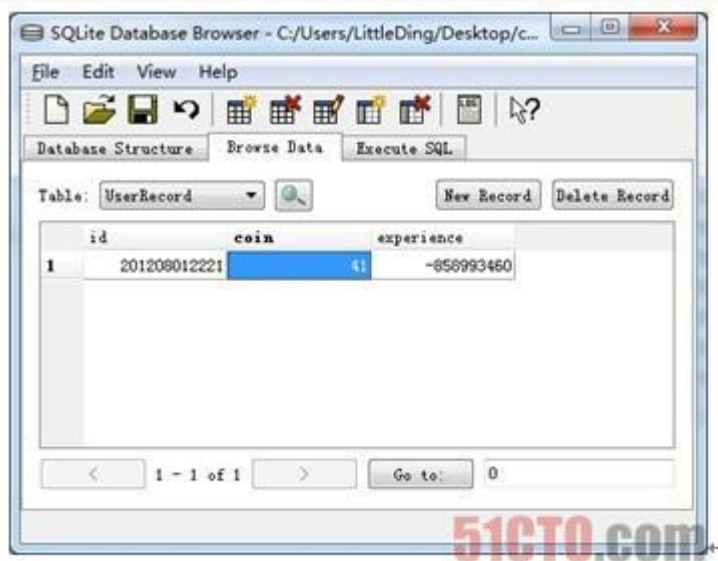 SQLite Database Browser - C:/Users/LittleDing/Desktop/c...
File Edit View Help
Database Structure Browse Data Execute SQL
Table: UserRecord New Record Delete Record
id coin experience
1 201208012221 41 -858993460
< 1 - 1 of 1 > Go to: 0
51CTO.com